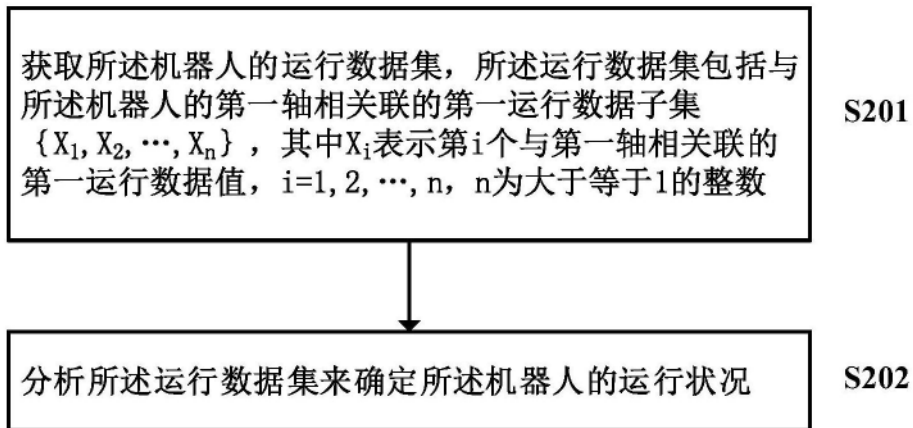 获取所述机器人的运行数据集，所述运行数据集包括与
所述机器人的第一轴相关联的第一运行数据子集
{X₁,X₂,…,Xₙ}，其中Xᵢ表示第i个与第一轴相关联的
第一运行数据值，i=1,2,…,n，n为大于等于1的整数
S201
分析所述运行数据集来确定所述机器人的运行状况
S202